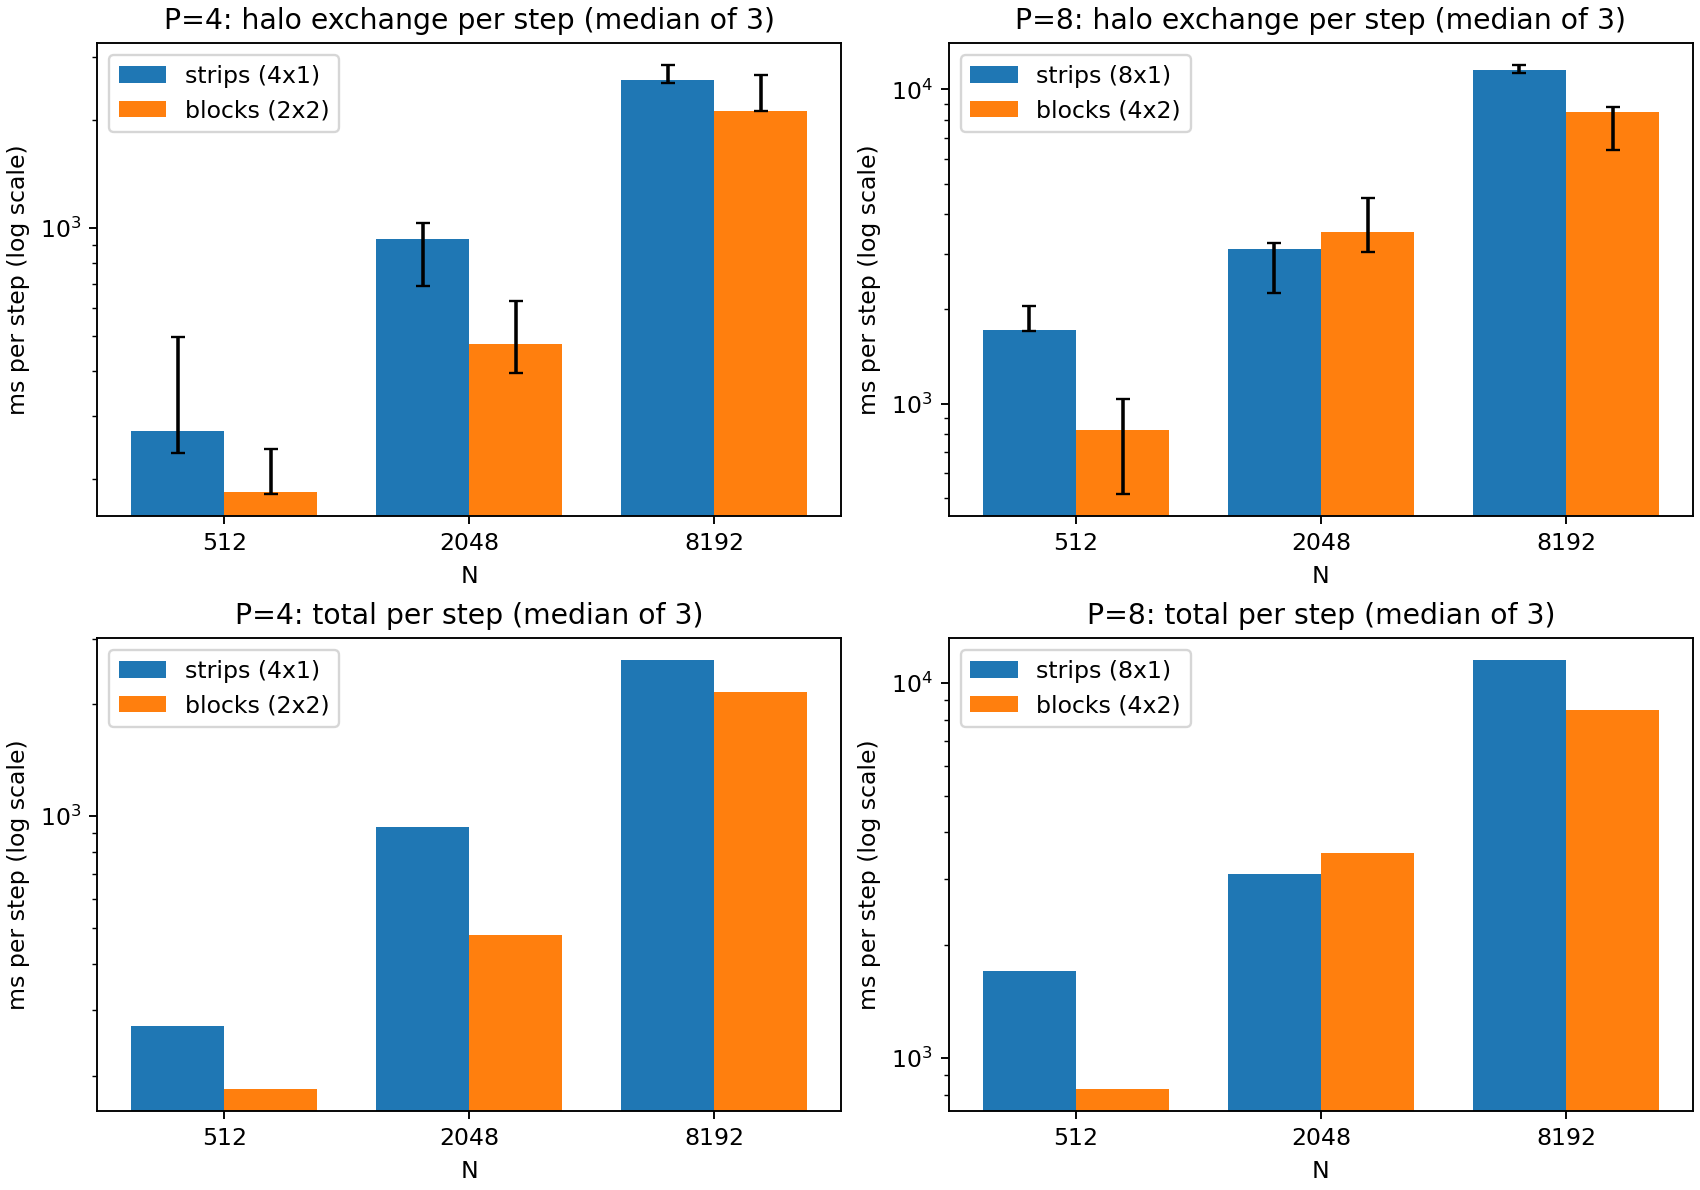 P=4: halo exchange per step (median of 3)
ms per step (log scale)
10³
strips (4x1)
blocks (2x2)
512 2048 8192
N
P=8: halo exchange per step (median of 3)
ms per step (log scale)
10⁴
10³
strips (8x1)
blocks (4x2)
512 2048 8192
N
P=4: total per step (median of 3)
ms per step (log scale)
10³
strips (4x1)
blocks (2x2)
512 2048 8192
N
P=8: total per step (median of 3)
ms per step (log scale)
10⁴
10³
strips (8x1)
blocks (4x2)
512 2048 8192
N